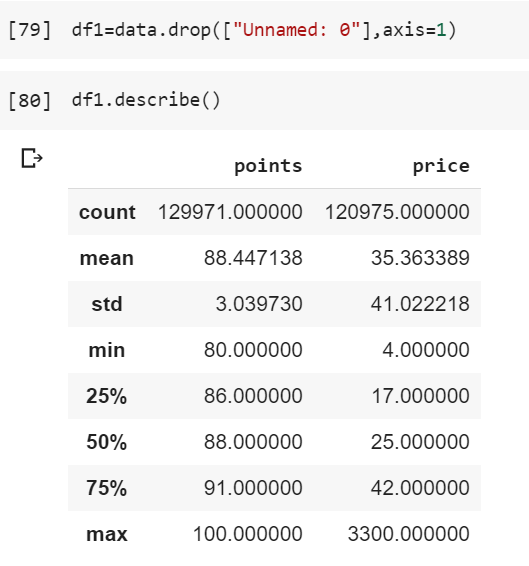 [79] df1=data.drop(["Unnamed: 0"],axis=1)
[80] df1.describe()
points price
count 129971.000000 120975.000000
mean 88.447138 35.363389
std 3.039730 41.022218
min 80.000000 4.000000
25% 86.000000 17.000000
50% 88.000000 25.000000
75% 91.000000 42.000000
max 100.000000 3300.000000